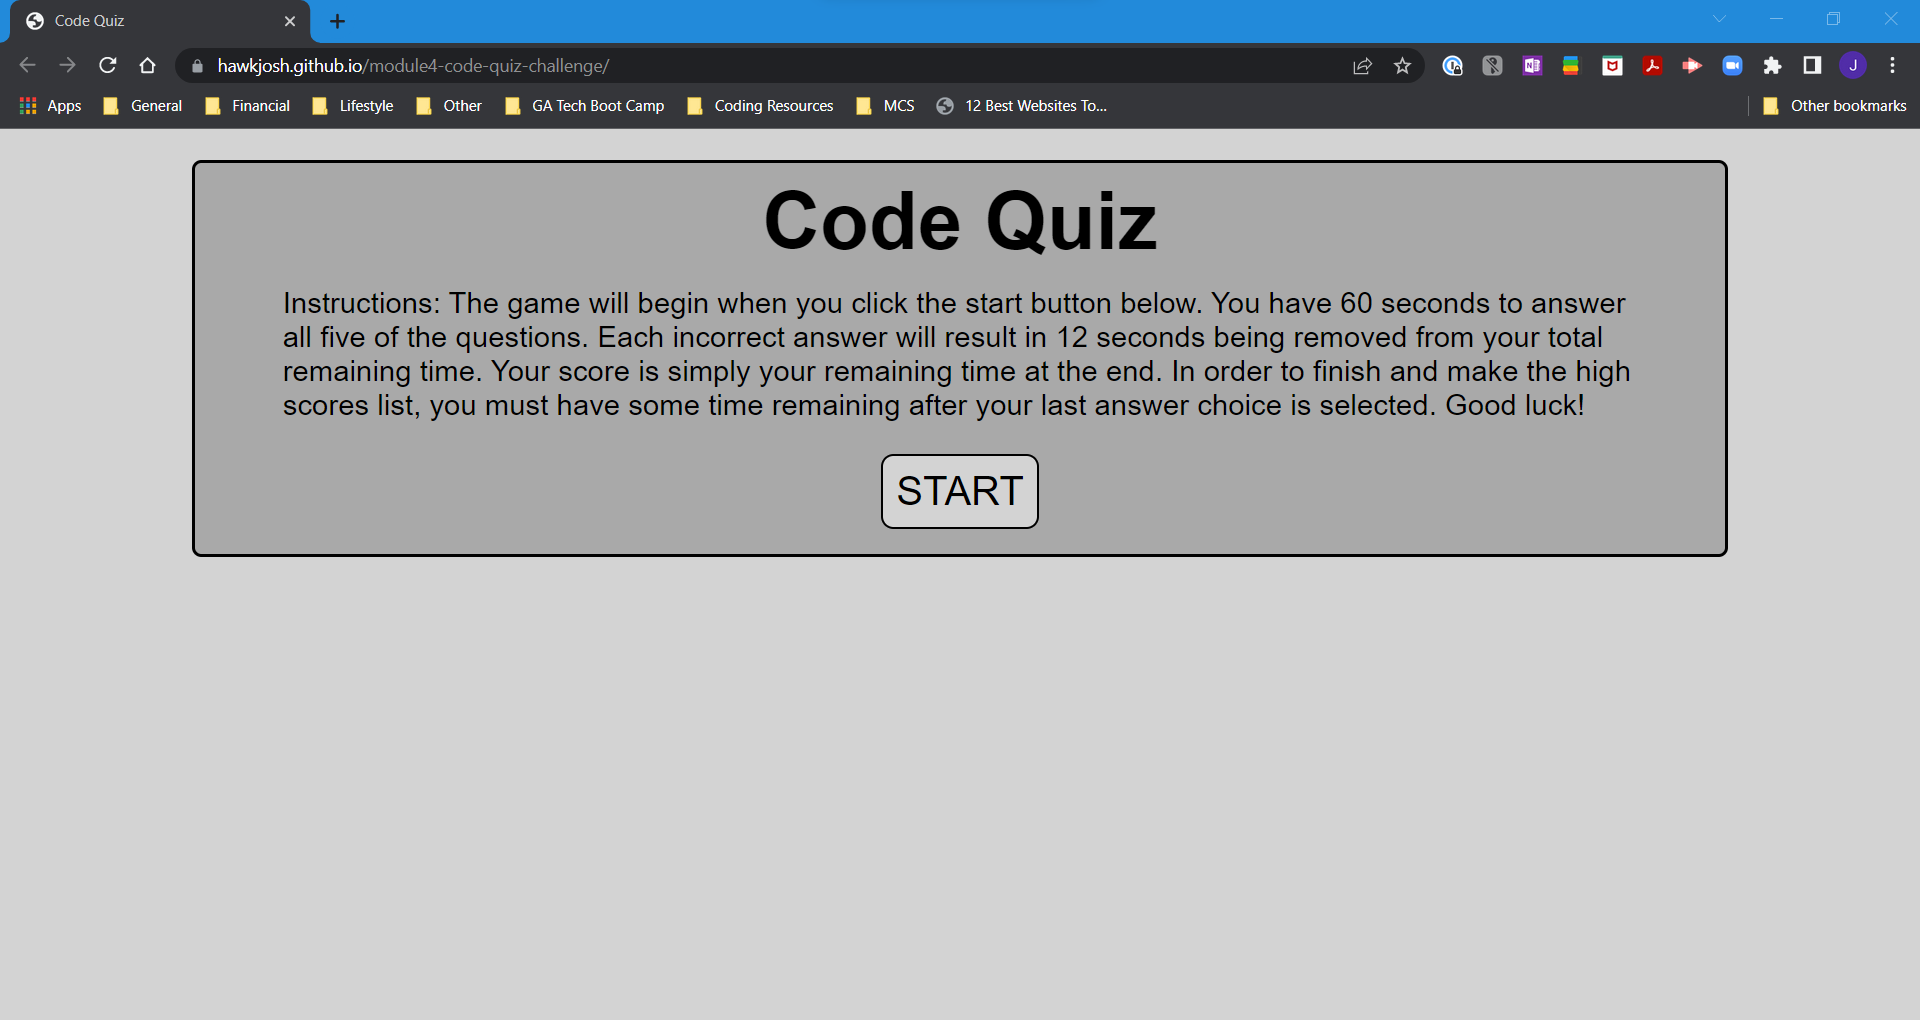 Code Quiz
hawkjosh.github.io/module4-code-quiz-challenge/
J
Apps General Financial Lifestyle Other GA Tech Boot Camp Coding Resources MCS 12 Best Websites To... Other bookmarks
Code Quiz
Instructions: The game will begin when you click the start button below. You have 60 seconds to answer
all five of the questions. Each incorrect answer will result in 12 seconds being removed from your total
remaining time. Your score is simply your remaining time at the end. In order to finish and make the high
scores list, you must have some time remaining after your last answer choice is selected. Good luck!
START